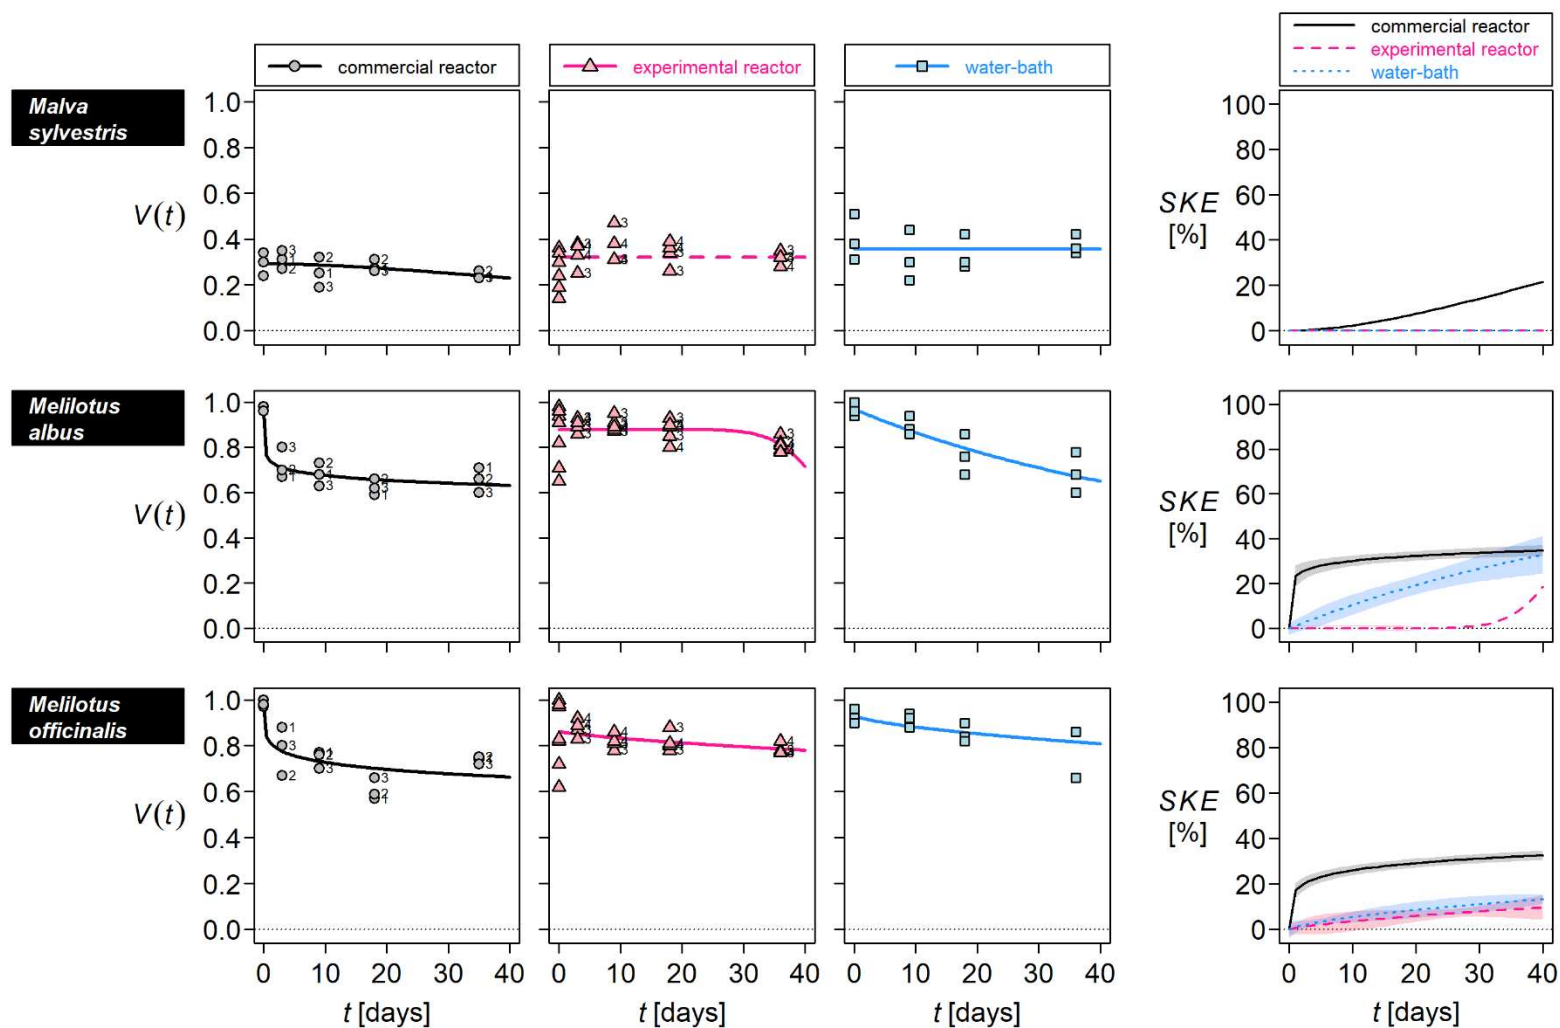 commercial reactor
experimental reactor
water-bath
commercial reactor
experimental reactor
water-bath
Malva
sylvestris
V(t)
1.0
0.8
0.6
0.4
0.2
0.0
SKE
[%]
100
80
60
40
20
0
Melilotus
albus
V(t)
1.0
0.8
0.6
0.4
0.2
0.0
SKE
[%]
100
80
60
40
20
0
Melilotus
officinalis
V(t)
1.0
0.8
0.6
0.4
0.2
0.0
SKE
[%]
100
80
60
40
20
0
0 10 20 30 40
0 10 20 30 40
0 10 20 30 40
0 10 20 30 40
t [days]
t [days]
t [days]
t [days]